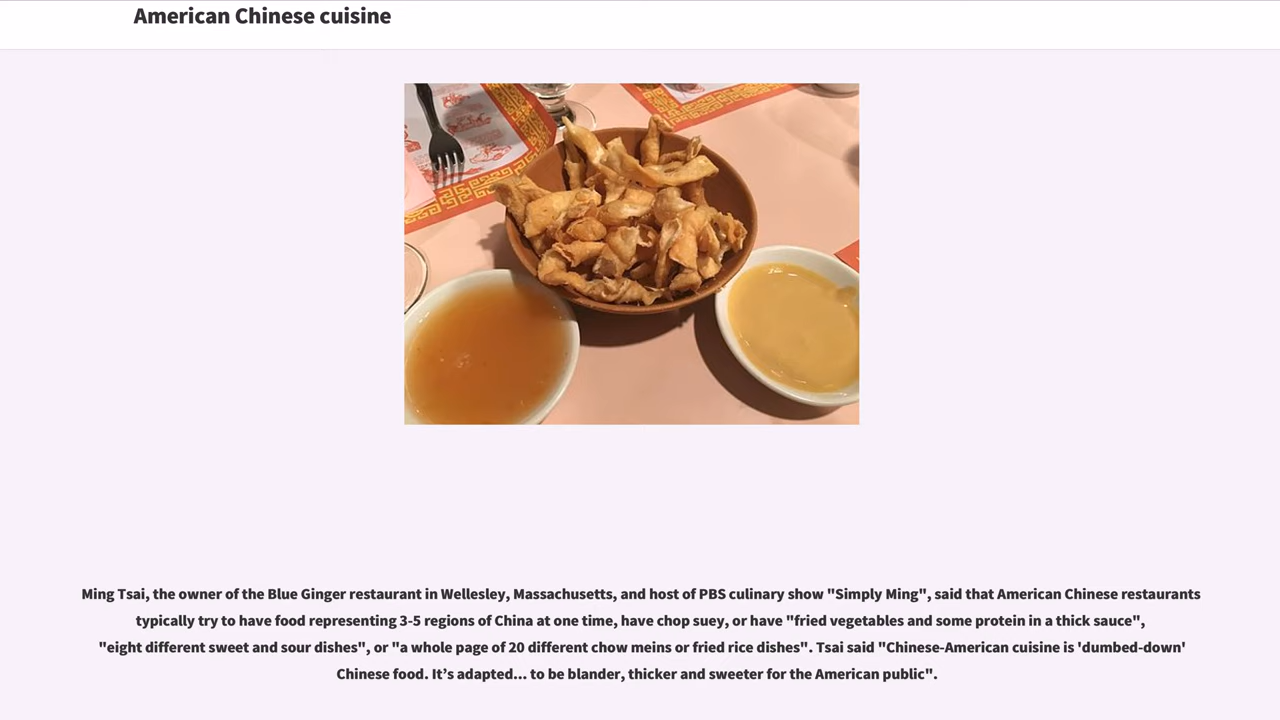 American Chinese cuisine
Ming Tsai, the owner of the Blue Ginger restaurant in Wellesley, Massachusetts, and host of PBS culinary show "Simply Ming", said that American Chinese restaurants
typically try to have food representing 3-5 regions of China at one time, have chop suey, or have "fried vegetables and some protein in a thick sauce",
"eight different sweet and sour dishes", or "a whole page of 20 different chow meins or fried rice dishes". Tsai said "Chinese-American cuisine is 'dumbed-down'
Chinese food. It’s adapted... to be blander, thicker and sweeter for the American public".